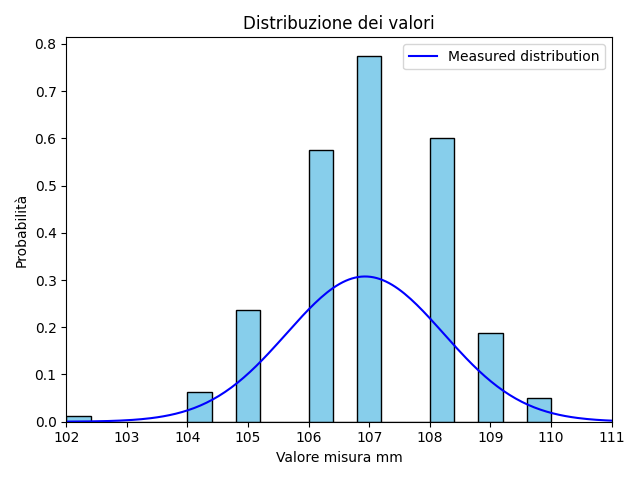 Distribuzione dei valori
Measured distribution
0.8
0.7
0.6
0.5
0.4
0.3
0.2
0.1
0.0
Probabilità
102 103 104 105 106 107 108 109 110 111
Valore misura mm